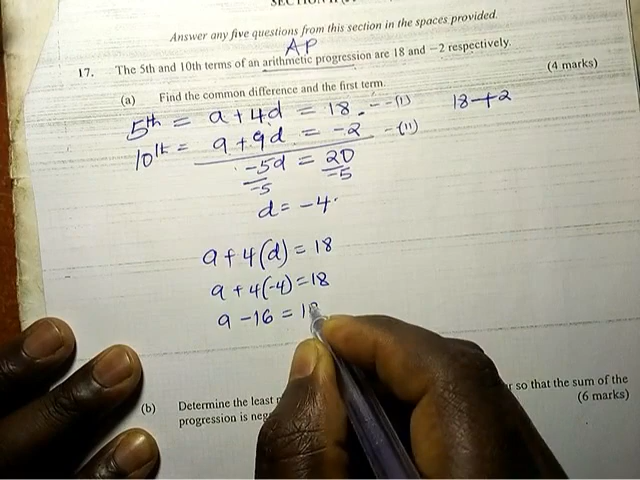 Answer any five questions from this section in the spaces provided.
AP
17. The 5th and 10th terms of an arithmetic progression are 18 and −2 respectively.
(a) Find the common difference and the first term. (4 marks)
5th = a + 4d = 18. --- (1) 18 + 2
10th = a + 9d = -2 - (11)
-5d = 20
-5 -5
d = -4.
a + 4(d) = 18
a + 4(-4) = 18
a - 16 = 18
(b) Determine the least so that the sum of the
progression is (6 marks)